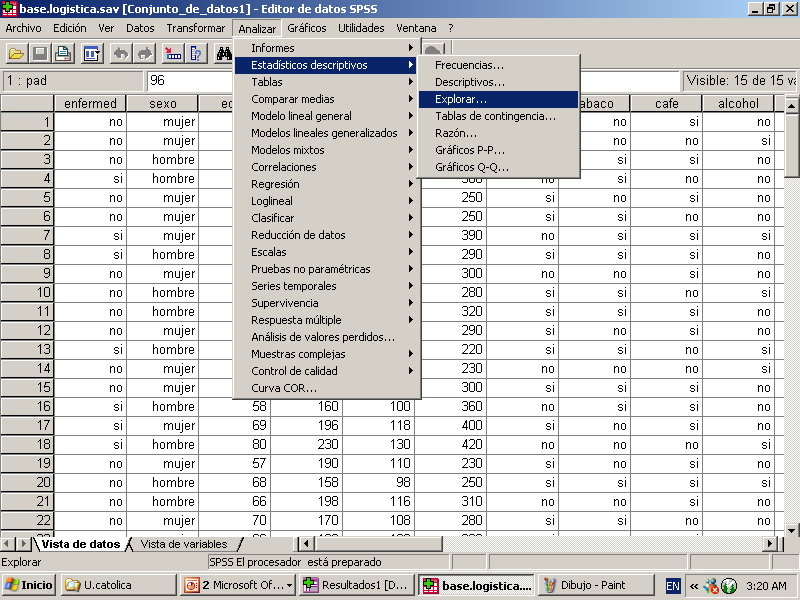 base.logistica.sav [Conjunto_de_datos1] - Editor de datos SPSS
Archivo Edición Ver Datos Transformar Analizar Gráficos Utilidades Ventana ?
1 : pad 96 Visible: 15 de 15 va
Informes
Estadísticos descriptivos
Tablas
Comparar medias
Modelo lineal general
Modelos lineales generalizados
Modelos mixtos
Correlaciones
Regresión
Loglineal
Clasificar
Reducción de datos
Escalas
Pruebas no paramétricas
Series temporales
Supervivencia
Respuesta múltiple
Análisis de valores perdidos...
Muestras complejas
Control de calidad
Curva COR...
Frecuencias...
Descriptivos...
Explorar...
Tablas de contingencia...
Razón...
Gráficos P-P...
Gráficos Q-Q...
enfermed sexo abaco cafe alcohol
1 no mujer no si no
2 no mujer no no no
3 no hombre no si no
4 si hombre no si no si
5 no mujer 250 si no si no
6 no mujer 250 si si si no
7 si mujer 390 no si si si
8 si hombre 290 si si no si
9 no mujer 300 no no si no
10 no hombre 280 si si no si
11 no hombre 320 si si si no
12 no mujer 290 si no si no
13 si hombre 220 si si no si
14 no mujer 230 no no si no
15 no mujer 300 si si si no
16 si hombre 58 160 100 360 no si si no
17 si mujer 69 196 118 400 si no si no
18 si hombre 80 230 130 420 no no no si
19 no mujer 57 190 110 230 no no si no
20 no hombre 68 158 98 250 si si si no
21 no hombre 66 198 116 310 no no si no
22 no mujer 70 170 108 280 si si no si
Vista de datos Vista de variables
Explorar SPSS El procesador está preparado
Inicio U.catolica 2 Microsoft Of... Resultados1 [D... base.logistica.... Dibujo - Paint EN « 3:20 AM